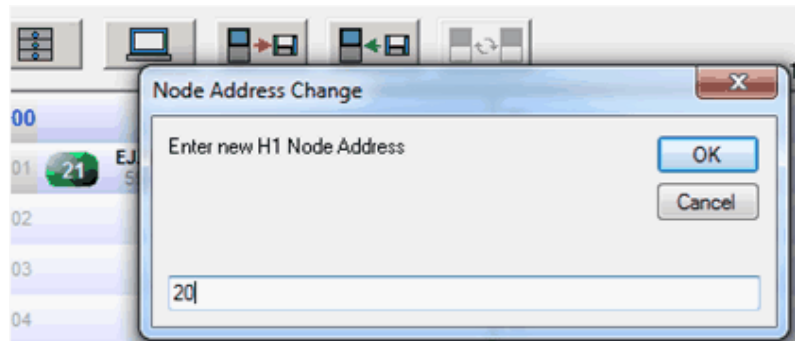 Node Address Change
00
Enter new H1 Node Address
OK
01
21
EJ
Cancel
02
03
20
04